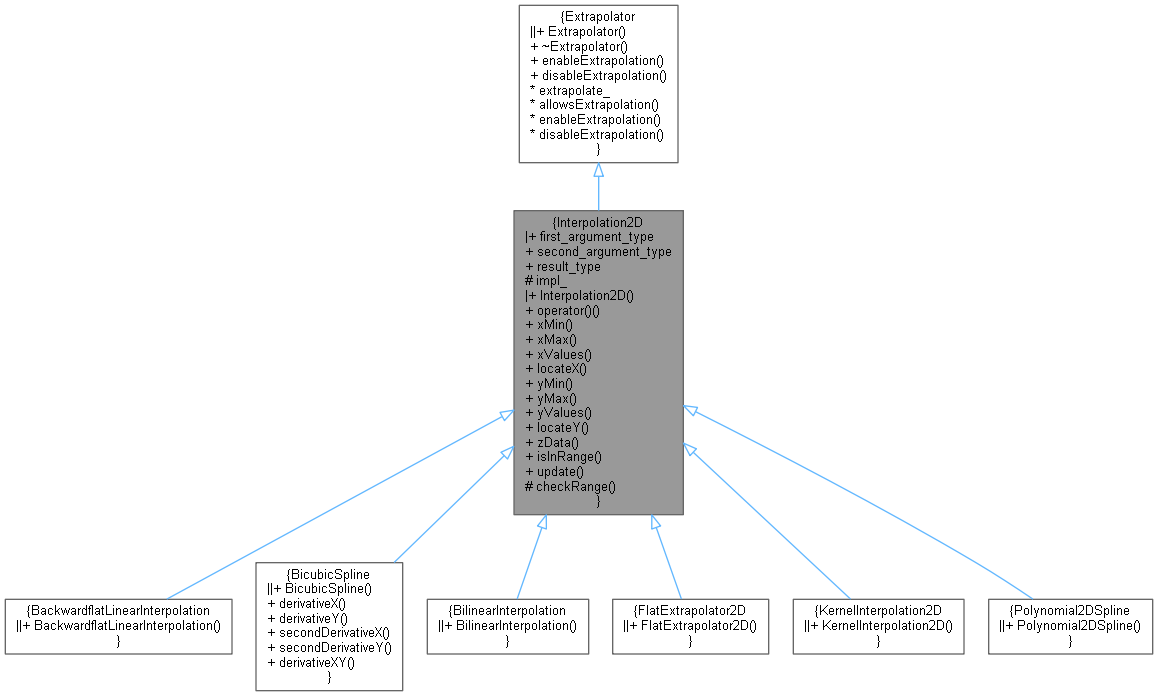 {Extrapolator
||+ Extrapolator()
+ ~Extrapolator()
+ enableExtrapolation()
+ disableExtrapolation()
* extrapolate_
* allowsExtrapolation()
* enableExtrapolation()
* disableExtrapolation()
}
{Interpolation2D
|+ first_argument_type
+ second_argument_type
+ result_type
# impl_
|+ Interpolation2D()
+ operator()()
+ xMin()
+ xMax()
+ xValues()
+ locateX()
+ yMin()
+ yMax()
+ yValues()
+ locateY()
+ zData()
+ isInRange()
+ update()
# checkRange()
}
{BackwardflatLinearInterpolation
||+ BackwardflatLinearInterpolation()
}
{BicubicSpline
||+ BicubicSpline()
+ derivativeX()
+ derivativeY()
+ secondDerivativeX()
+ secondDerivativeY()
+ derivativeXY()
}
{BilinearInterpolation
||+ BilinearInterpolation()
}
{FlatExtrapolator2D
||+ FlatExtrapolator2D()
}
{KernelInterpolation2D
||+ KernelInterpolation2D()
}
{Polynomial2DSpline
||+ Polynomial2DSpline()
}